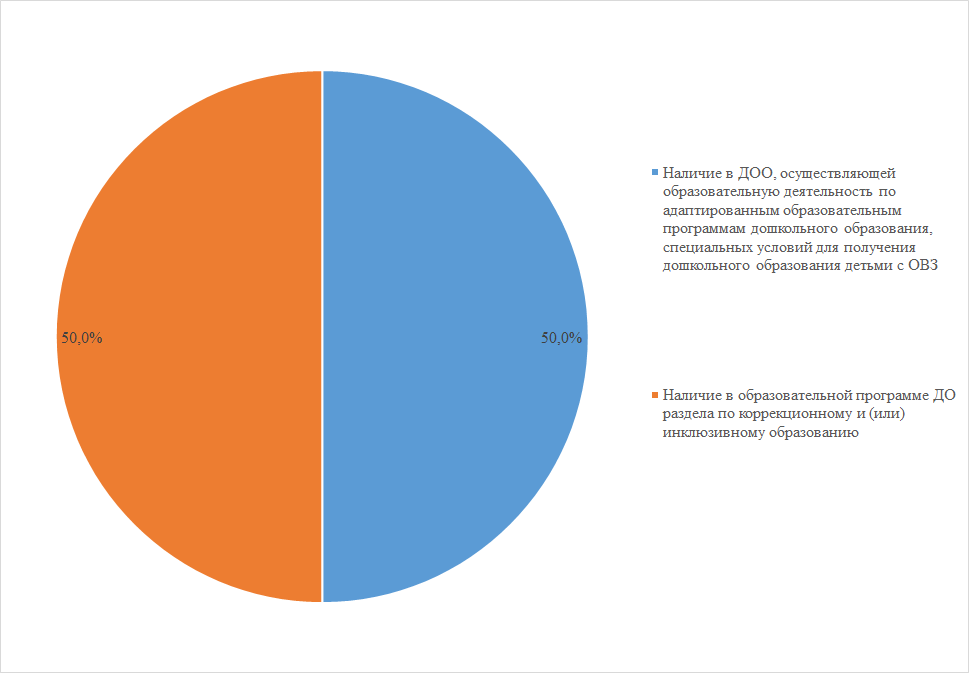 Наличие в ДОО, осуществляющей
образовательную деятельность по
адаптированным образовательным
программам дошкольного образования,
специальных условий для получения
дошкольного образования детьми с ОВЗ
50,0%
50,0%
Наличие в образовательной программе ДО
раздела по коррекционному и (или)
инклюзивному образованию